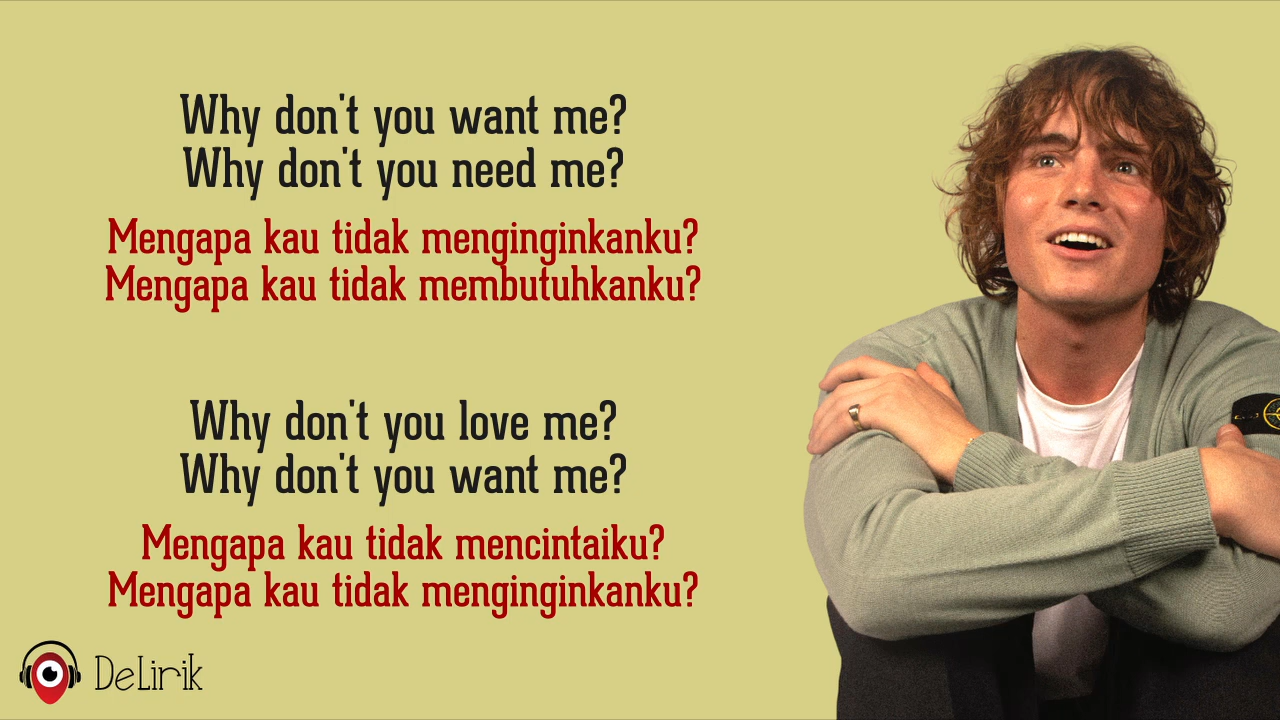 Why don't you want me?
Why don't you need me?
Mengapa kau tidak menginginkanku?
Mengapa kau tidak membutuhkanku?
Why don't you love me?
Why don't you want me?
Mengapa kau tidak mencintaiku?
Mengapa kau tidak menginginkanku?
DeLirik